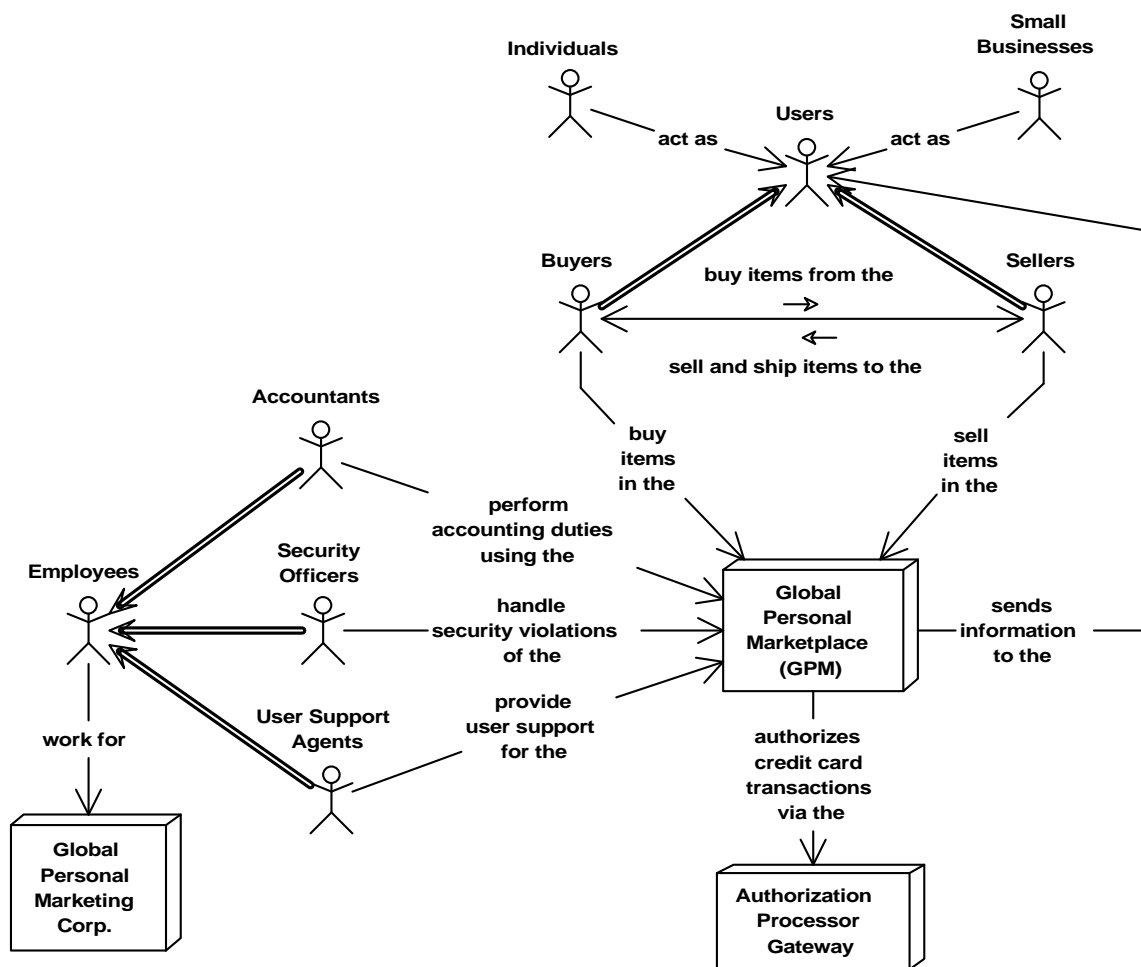 Small
Businesses
Individuals
Users
act as
act as
Buyers
Sellers
buy items from the
sell and ship items to the
Accountants
buy
items
in the
sell
items
in the
perform
accounting duties
using the
Security
Officers
Employees
handle
security violations
of the
Global
Personal
Marketplace
(GPM)
sends
information
to the
provide
user support
for the
User Support
Agents
work for
authorizes
credit card
transactions
via the
Global
Personal
Marketing
Corp.
Authorization
Processor
Gateway